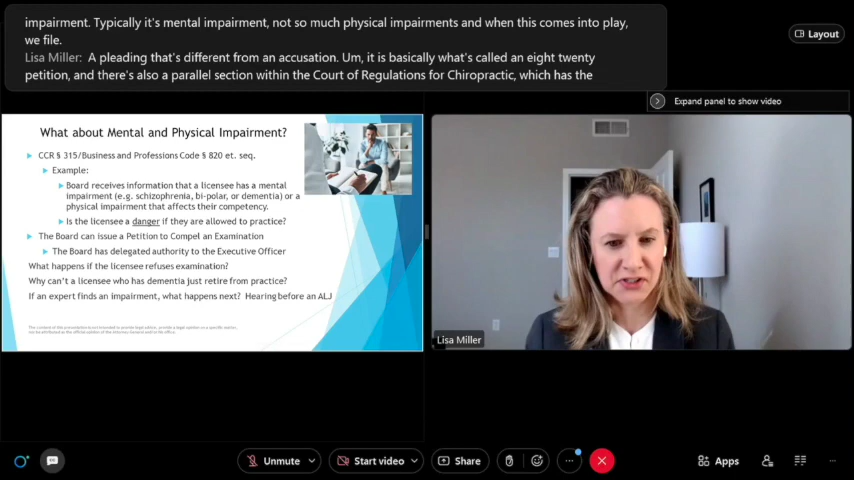 impairment. Typically it's mental impairment, not so much physical impairments and when this comes into play,
we file.
Lisa Miller: A pleading that's different from an accusation. Um, it is basically what's called an eight twenty
petition, and there's also a parallel section within the Court of Regulations for Chiropractic, which has the
Layout
Expand panel to show video
What about Mental and Physical Impairment?
CCR § 315/Business and Professions Code § 820 et. seq.
Example:
Board receives information that a licensee has a mental
impairment (e.g. schizophrenia, bi-polar, or dementia) or a
physical impairment that affects their competency.
Is the licensee a danger if they are allowed to practice?
The Board can issue a Petition to Compel an Examination
The Board has delegated authority to the Executive Officer
What happens if the licensee refuses examination?
Why can't a licensee who has dementia just retire from practice?
If an expert finds an impairment, what happens next? Hearing before an ALJ
Lisa Miller
Unmute
Start video
Share
Apps